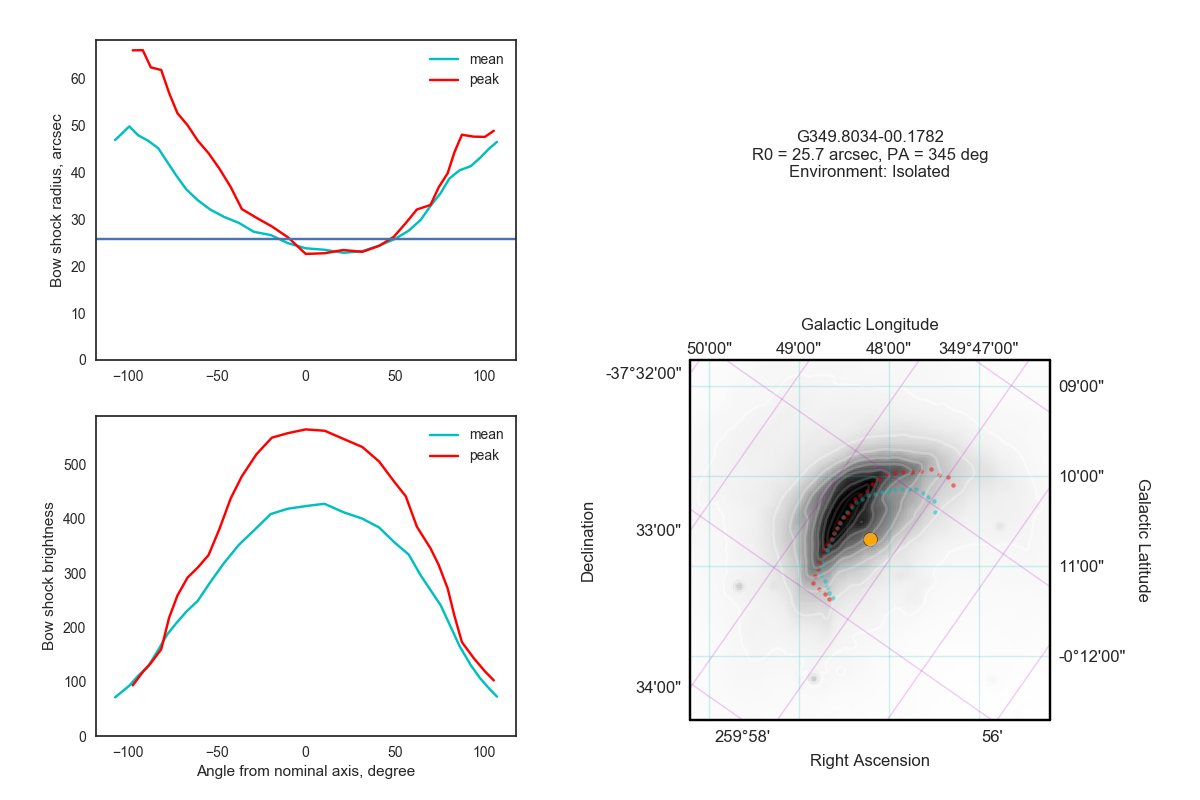 60
50
40
30
20
10
0
Bow shock radius, arcsec
mean
peak
−100
−50
0
50
100
500
400
300
200
100
0
Bow shock brightness
mean
peak
−100
−50
0
50
100
Angle from nominal axis, degree
G349.8034-00.1782
R0 = 25.7 arcsec, PA = 345 deg
Environment: Isolated
Galactic Longitude
50'00"
49'00"
48'00"
349°47'00"
-37°32'00"
33'00"
34'00"
Declination
09'00"
10'00"
11'00"
-0°12'00"
Galactic Latitude
259°58'
56'
Right Ascension